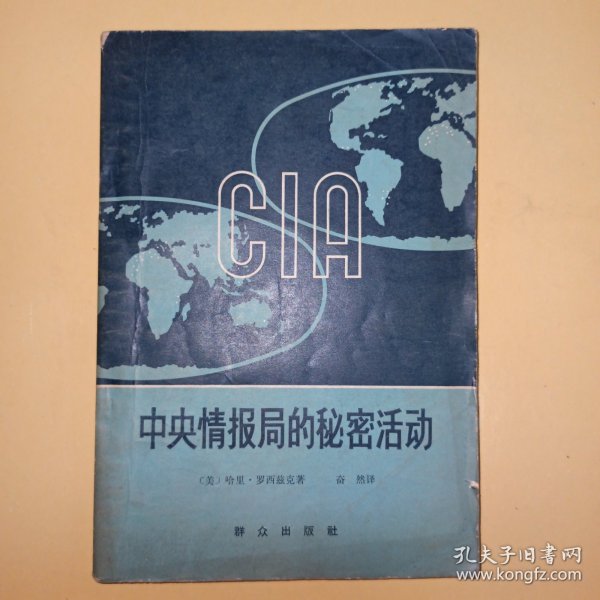 CIA
中央情报局的秘密活动
〔美〕哈里·罗西兹克著 奋然译
群众出版社
孔夫子旧书网
www.kongfz.com